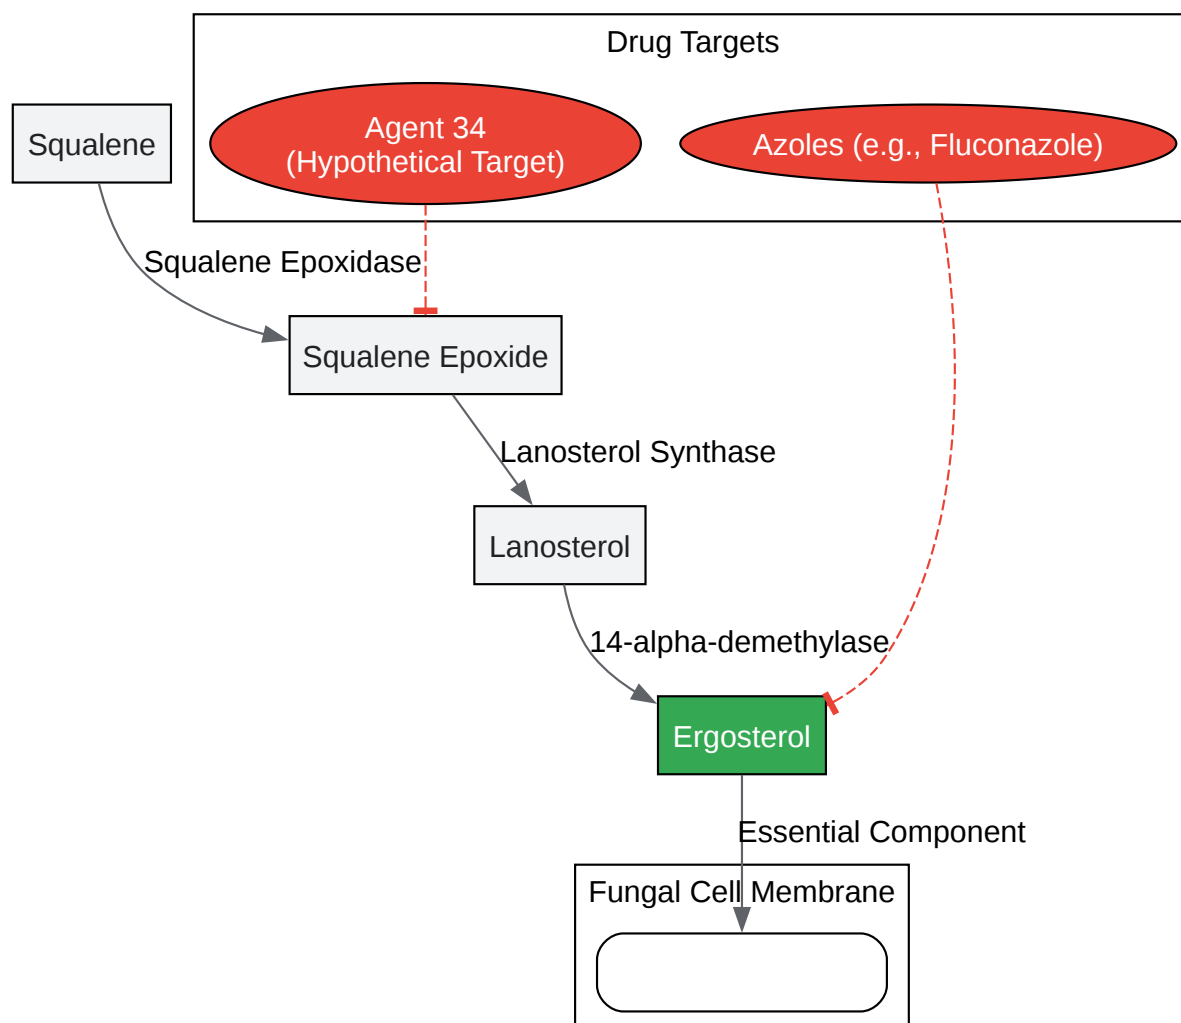 Drug Targets
Agent 34
(Hypothetical Target)
Azoles (e.g., Fluconazole)
Squalene
Squalene Epoxidase
Squalene Epoxide
Lanosterol Synthase
Lanosterol
14-alpha-demethylase
Ergosterol
Essential Component
Fungal Cell Membrane